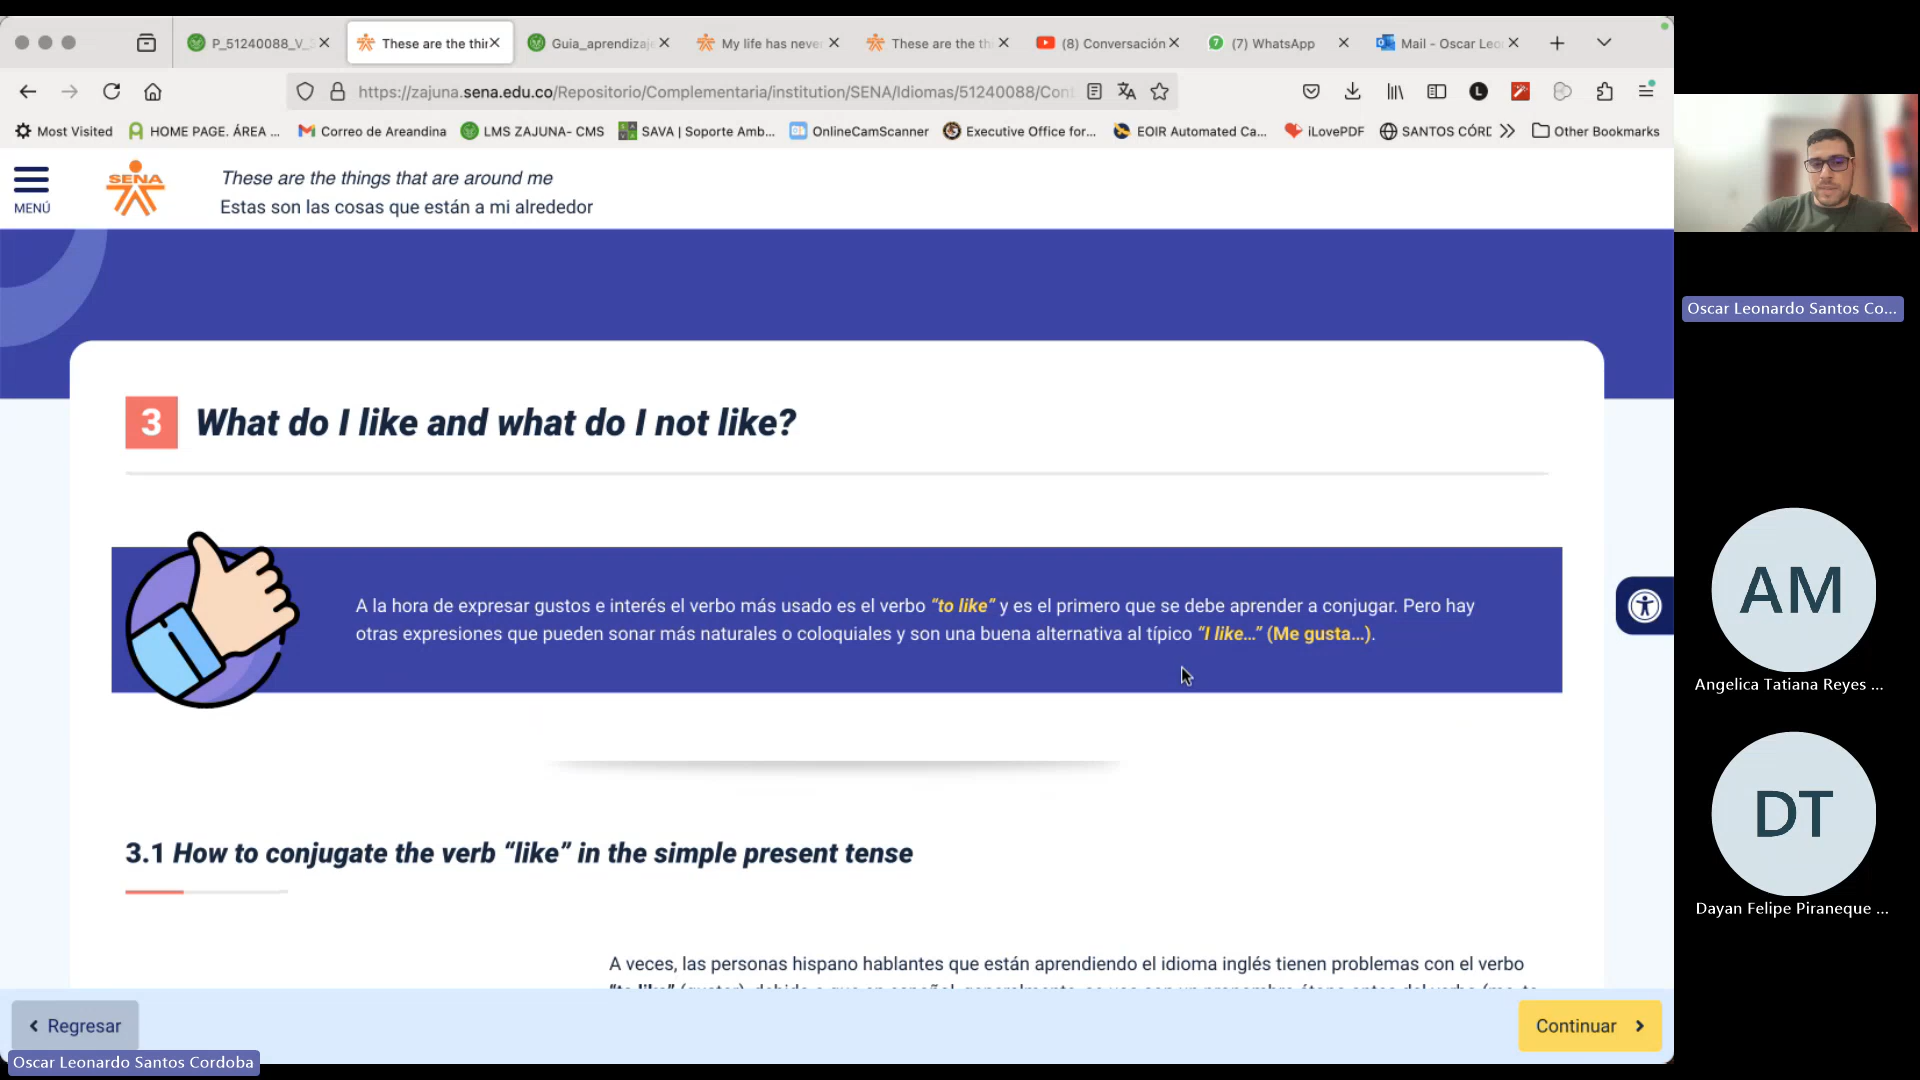 P_51240088_V_
These are the thir
Guia_aprendizaj
My life has neve
These are the th
(8) Conversación
(7) WhatsApp
Mail - Oscar Leo
https://zajuna.sena.edu.co/Repositorio/Complementaria/institution/SENA/Idiomas/51240088/Con
Most Visited
HOME PAGE. ÁREA ...
Correo de Areandina
LMS ZAJUNA- CMS
SAVA | Soporte Amb...
OnlineCamScanner
Executive Office for...
EOIR Automated Ca...
iLovePDF
SANTOS CÓRD
Other Bookmarks
MENÚ
SENA
These are the things that are around me
Estas son las cosas que están a mi alrededor
3 What do I like and what do I not like?
A la hora de expresar gustos e interés el verbo más usado es el verbo “to like” y es el primero que se debe aprender a conjugar. Pero hay
otras expresiones que pueden sonar más naturales o coloquiales y son una buena alternativa al típico “I like...” (Me gusta...).
3.1 How to conjugate the verb “like” in the simple present tense
A veces, las personas hispano hablantes que están aprendiendo el idioma inglés tienen problemas con el verbo
Regresar
Continuar
Oscar Leonardo Santos Cordoba
Oscar Leonardo Santos Co...
AM
Angelica Tatiana Reyes ...
DT
Dayan Felipe Piraneque ...